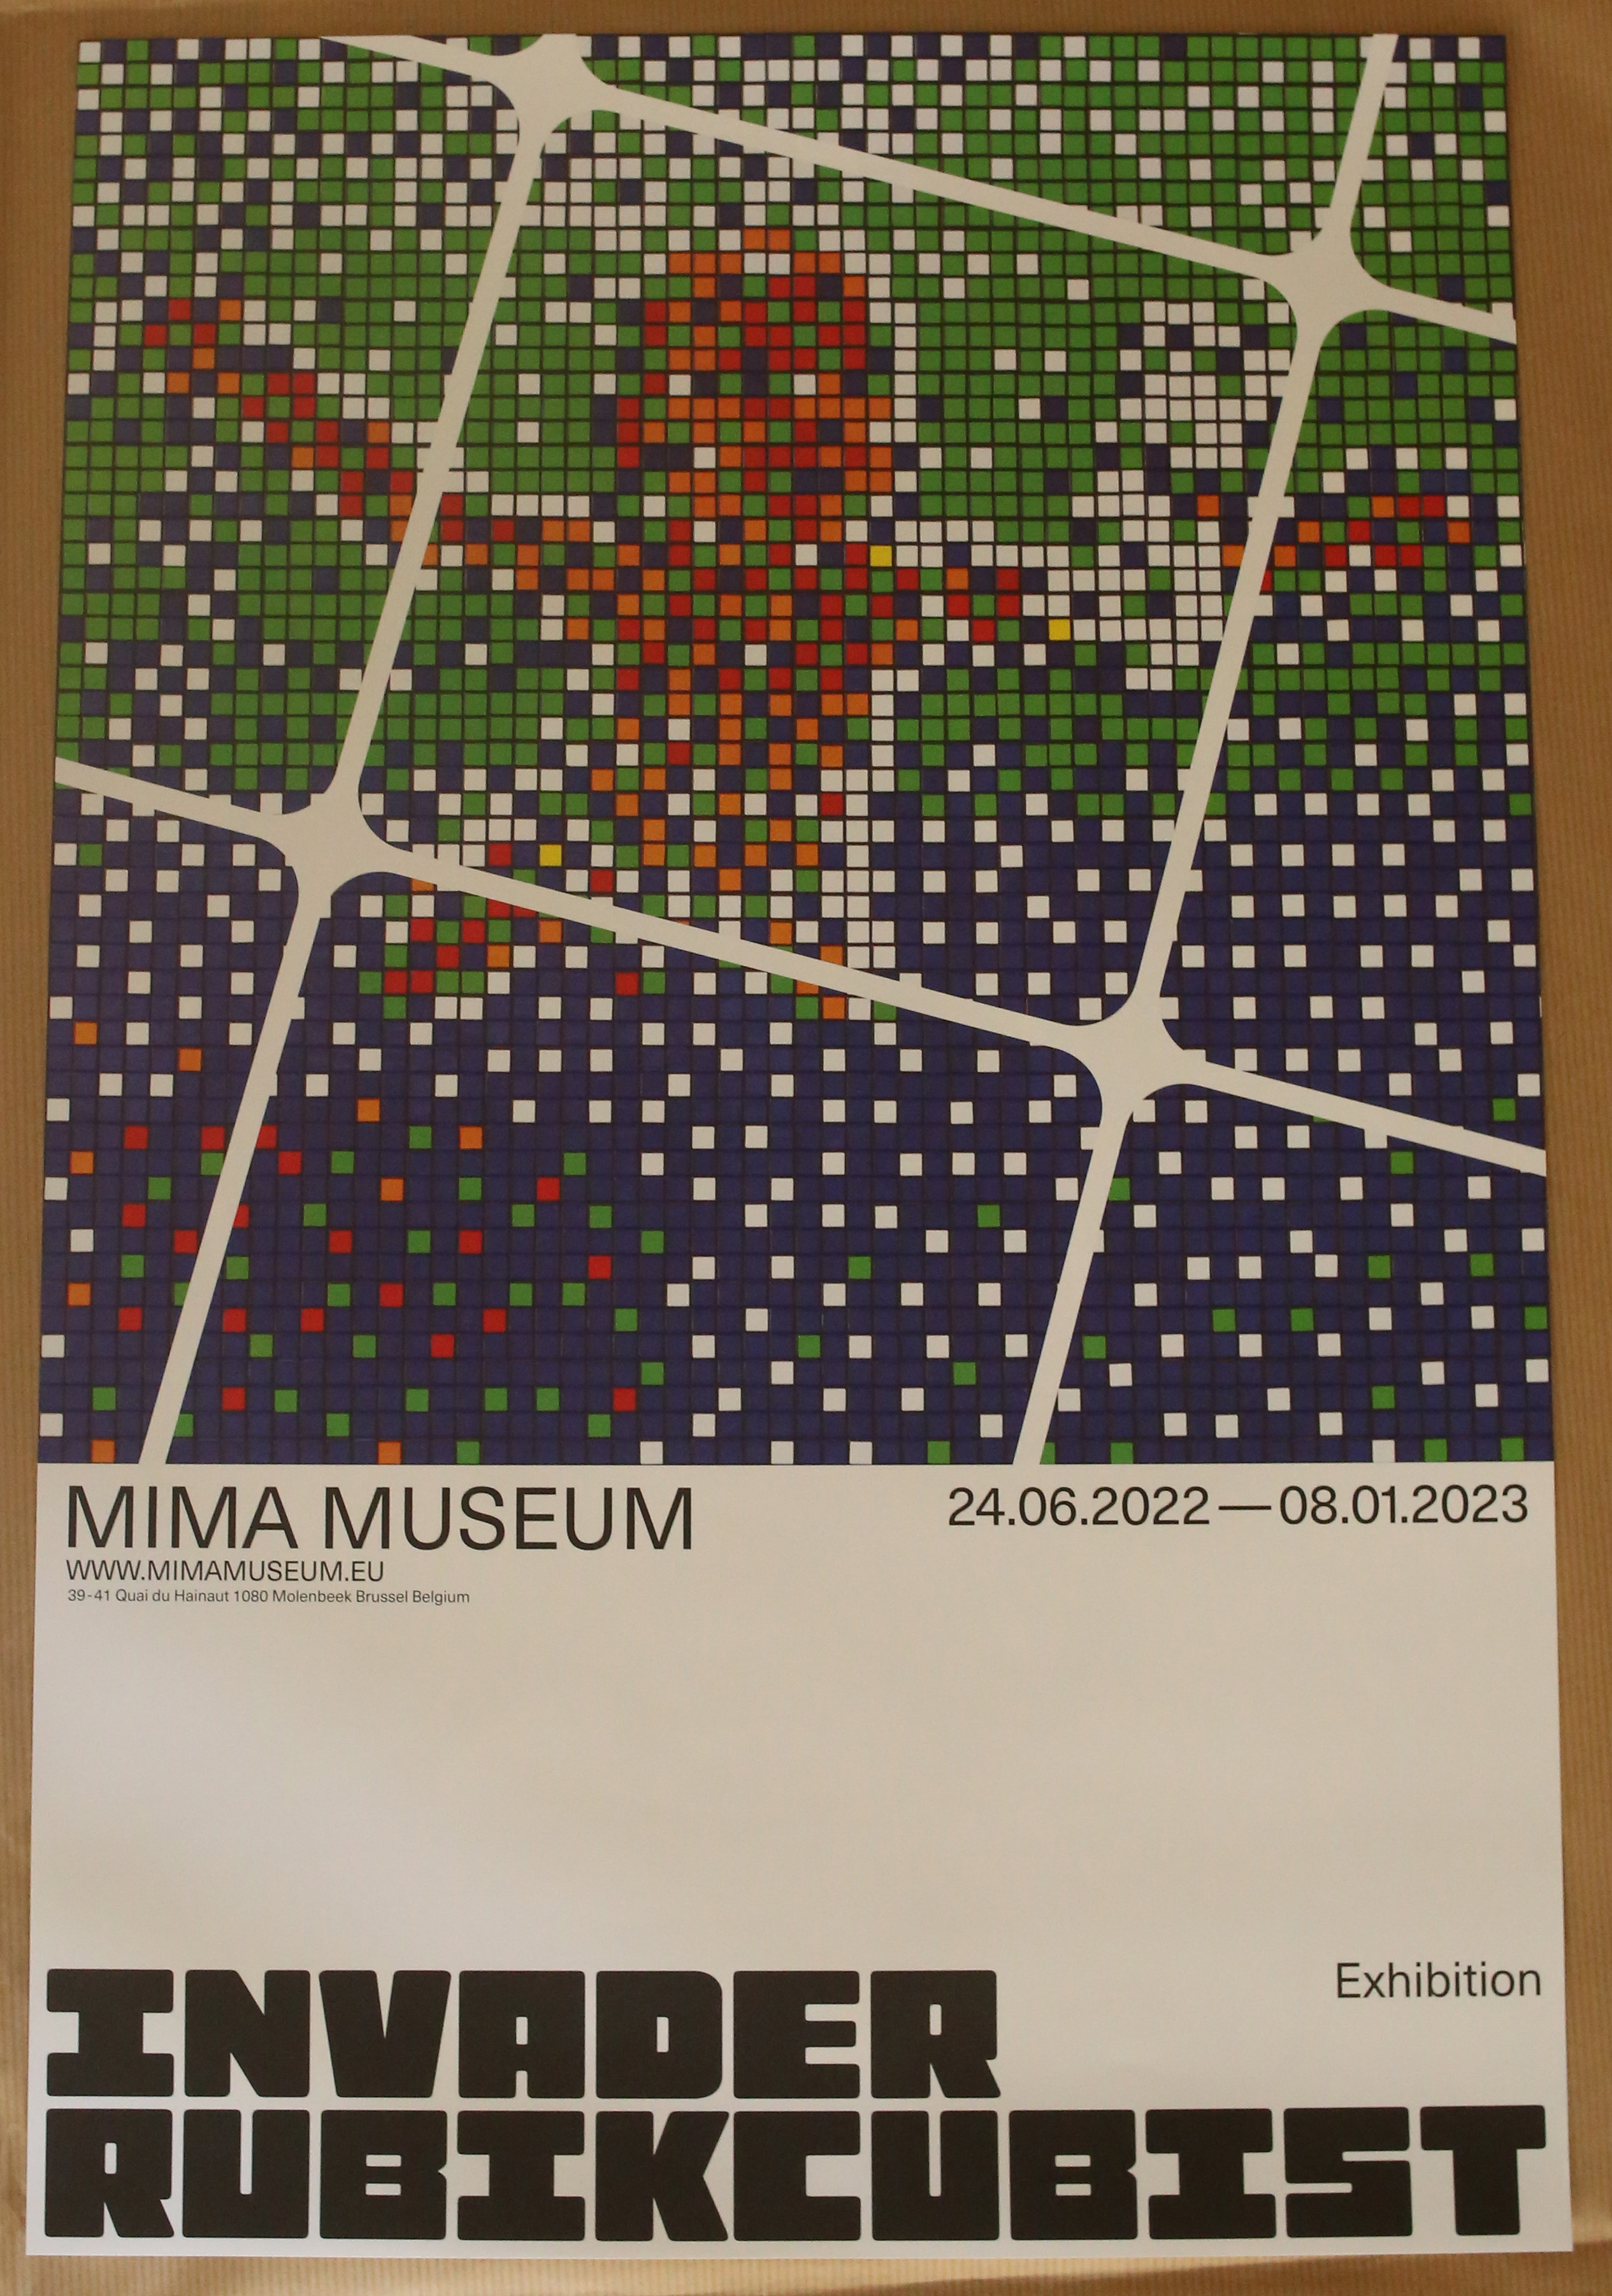 MIMA MUSEUM
24.06.2022—08.01.2023
WWW.MIMAMUSEUM.EU
39-41 Quai du Hainaut 1080 Molenbeek Brussel Belgium
Exhibition
INVADER
RUBIKCUBIST